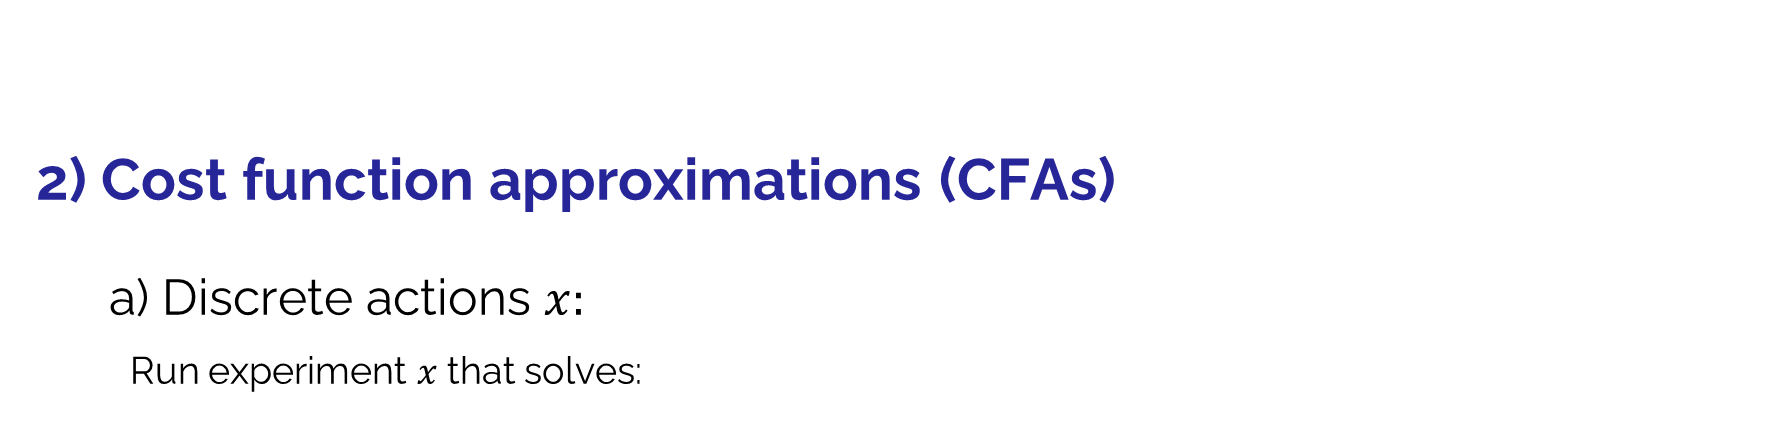 2) Cost function approximations (CFAs)
a) Discrete actions x:
Run experiment x that solves: